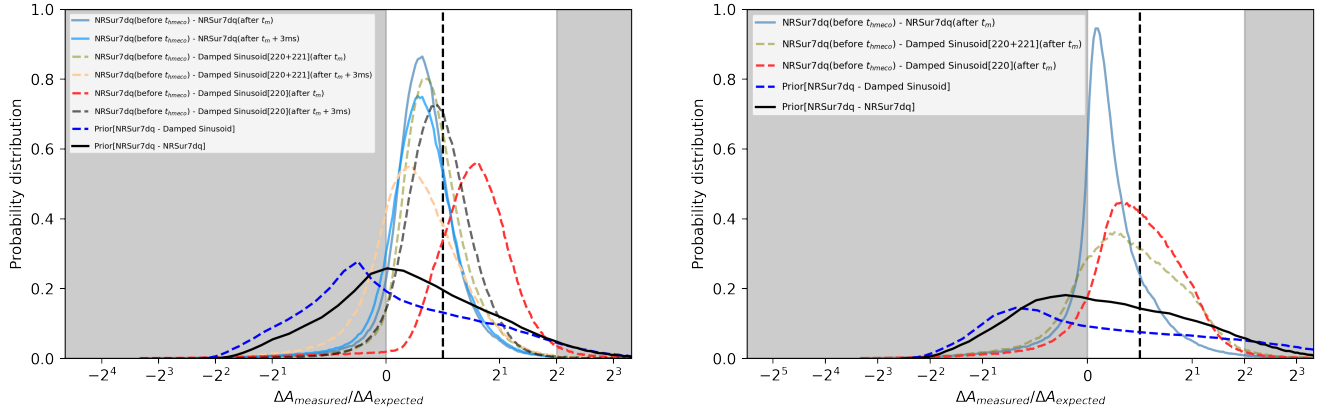 NRSur7dq(before t_hmeco) - NRSur7dq(after t_m)
NRSur7dq(before t_hmeco) - NRSur7dq(after t_m + 3ms)
NRSur7dq(before t_hmeco) - Damped Sinusoid[220+221](after t_m)
NRSur7dq(before t_hmeco) - Damped Sinusoid[220+221](after t_m + 3ms)
NRSur7dq(before t_hmeco) - Damped Sinusoid[220](after t_m)
NRSur7dq(before t_hmeco) - Damped Sinusoid[220](after t_m + 3ms)
Prior[NRSur7dq - Damped Sinusoid]
Prior[NRSur7dq - NRSur7dq]
Probability distribution
1.0
0.8
0.6
0.4
0.2
0.0
−2^4 −2^3 −2^2 −2^1 0 2^1 2^2 2^3
ΔA_measured/ΔA_expected
NRSur7dq(before t_hmeco) - NRSur7dq(after t_m)
NRSur7dq(before t_hmeco) - Damped Sinusoid[220+221](after t_m)
NRSur7dq(before t_hmeco) - Damped Sinusoid[220](after t_m)
Prior[NRSur7dq - Damped Sinusoid]
Prior[NRSur7dq - NRSur7dq]
Probability distribution
1.0
0.8
0.6
0.4
0.2
0.0
−2^5 −2^4 −2^3 −2^2 −2^1 0 2^1 2^2 2^3
ΔA_measured/ΔA_expected